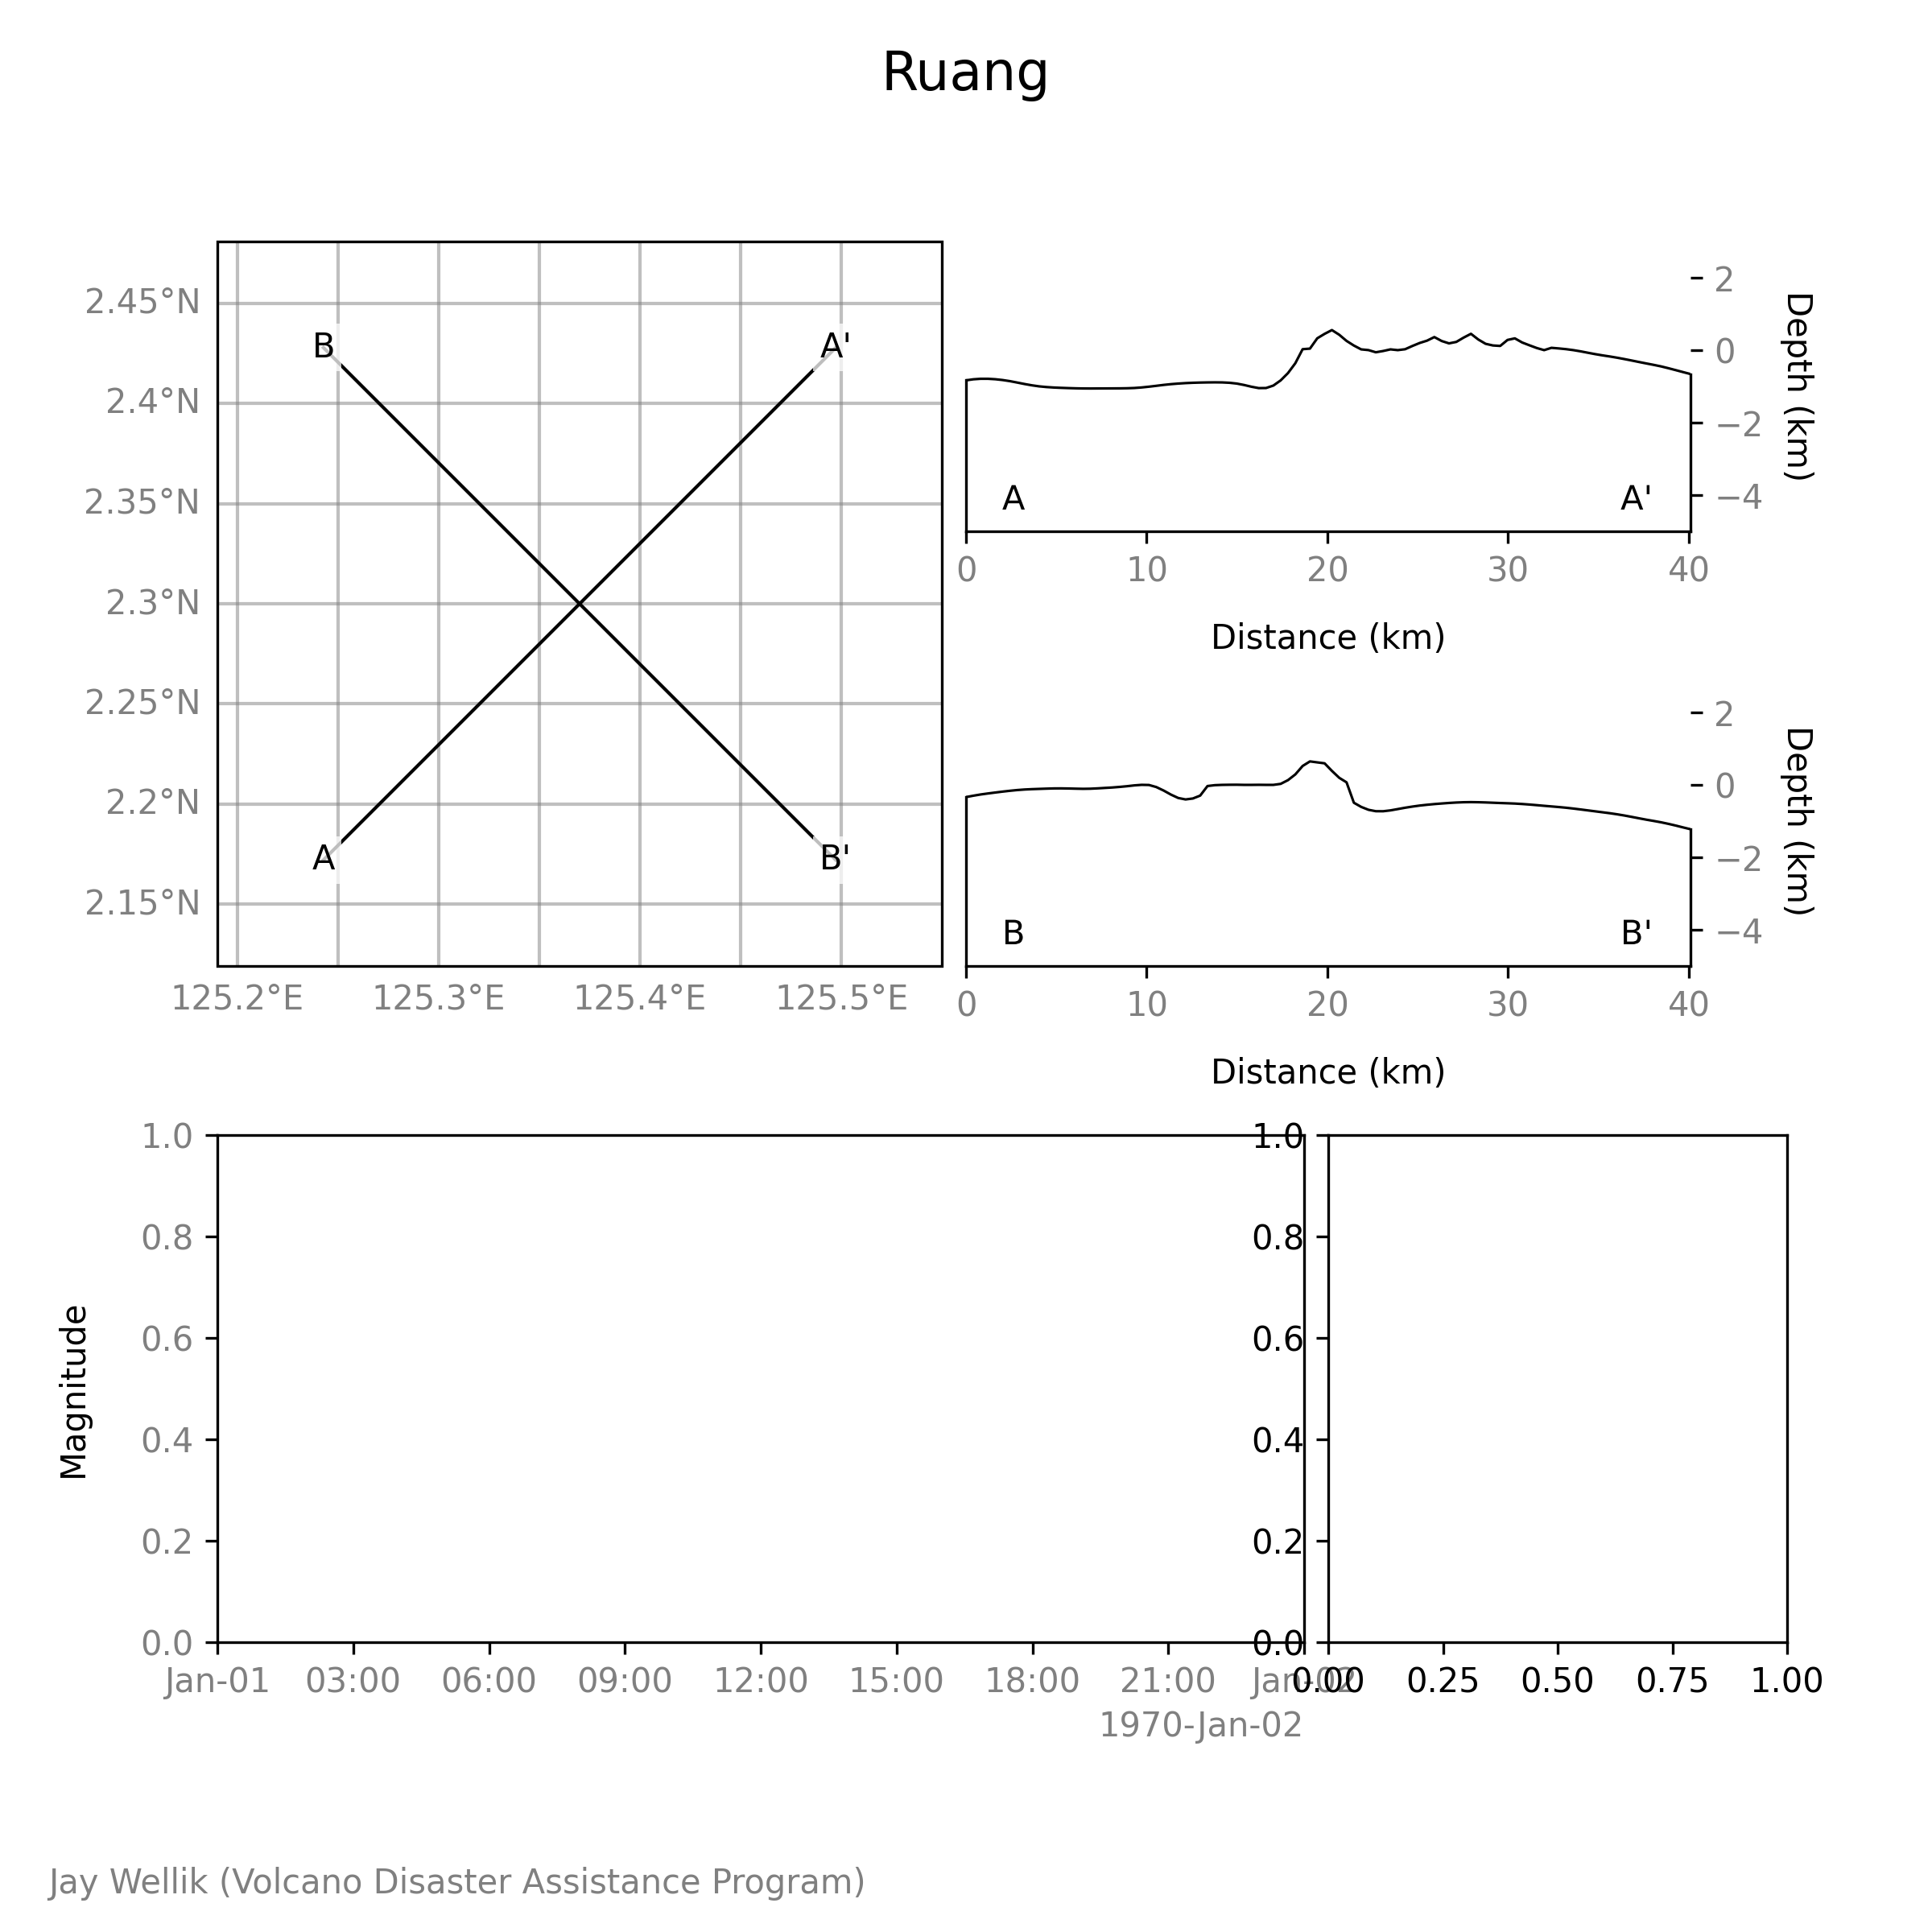 Ruang
2.45°N
2.4°N
2.35°N
2.3°N
2.25°N
2.2°N
2.15°N
B
A'
A
B'
125.2°E 125.3°E 125.4°E 125.5°E
2
0
−2
−4
Depth (km)
A
A'
0 10 20 30 40
Distance (km)
2
0
−2
−4
Depth (km)
B
B'
0 10 20 30 40
Distance (km)
Magnitude
1.0
0.8
0.6
0.4
0.2
0.0
Jan-01 03:00 06:00 09:00 12:00 15:00 18:00 21:00 Jan-02
1970-Jan-02
1.0
0.8
0.6
0.4
0.2
0.0
0.00 0.25 0.50 0.75 1.00
Jay Wellik (Volcano Disaster Assistance Program)